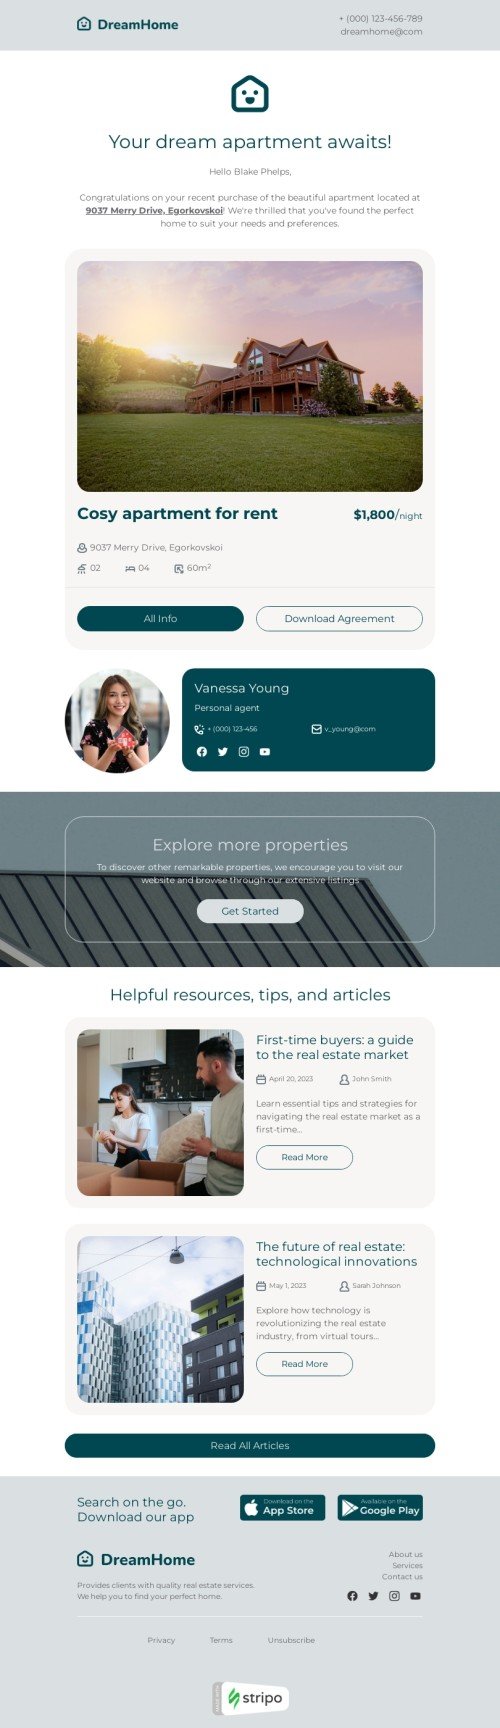 DreamHome
+ (000) 123-456-789
dreamhome@com
Your dream apartment awaits!
Hello Blake Phelps,
Congratulations on your recent purchase of the beautiful apartment located at
9037 Merry Drive, Egorkovskoi! We're thrilled that you've found the perfect
home to suit your needs and preferences.
Cosy apartment for rent
$1,800/night
9037 Merry Drive, Egorkovskoi
02 04 60m²
All Info
Download Agreement
Vanessa Young
Personal agent
+ (000) 123-456
v_young@com
Explore more properties
To discover other remarkable properties, we encourage you to visit our
website and browse through our extensive listings.
Get Started
Helpful resources, tips, and articles
First-time buyers: a guide
to the real estate market
April 20, 2023
John Smith
Learn essential tips and strategies for
navigating the real estate market as a
first-time...
Read More
The future of real estate:
technological innovations
May 1, 2023
Sarah Johnson
Explore how technology is
revolutionizing the real estate
industry, from virtual tours...
Read More
Read All Articles
Search on the go.
Download our app
Download on the
App Store
Available on the
Google Play
DreamHome
Provides clients with quality real estate services.
We help you to find your perfect home.
About us
Services
Contact us
Privacy
Terms
Unsubscribe
MADE WITH
stripo